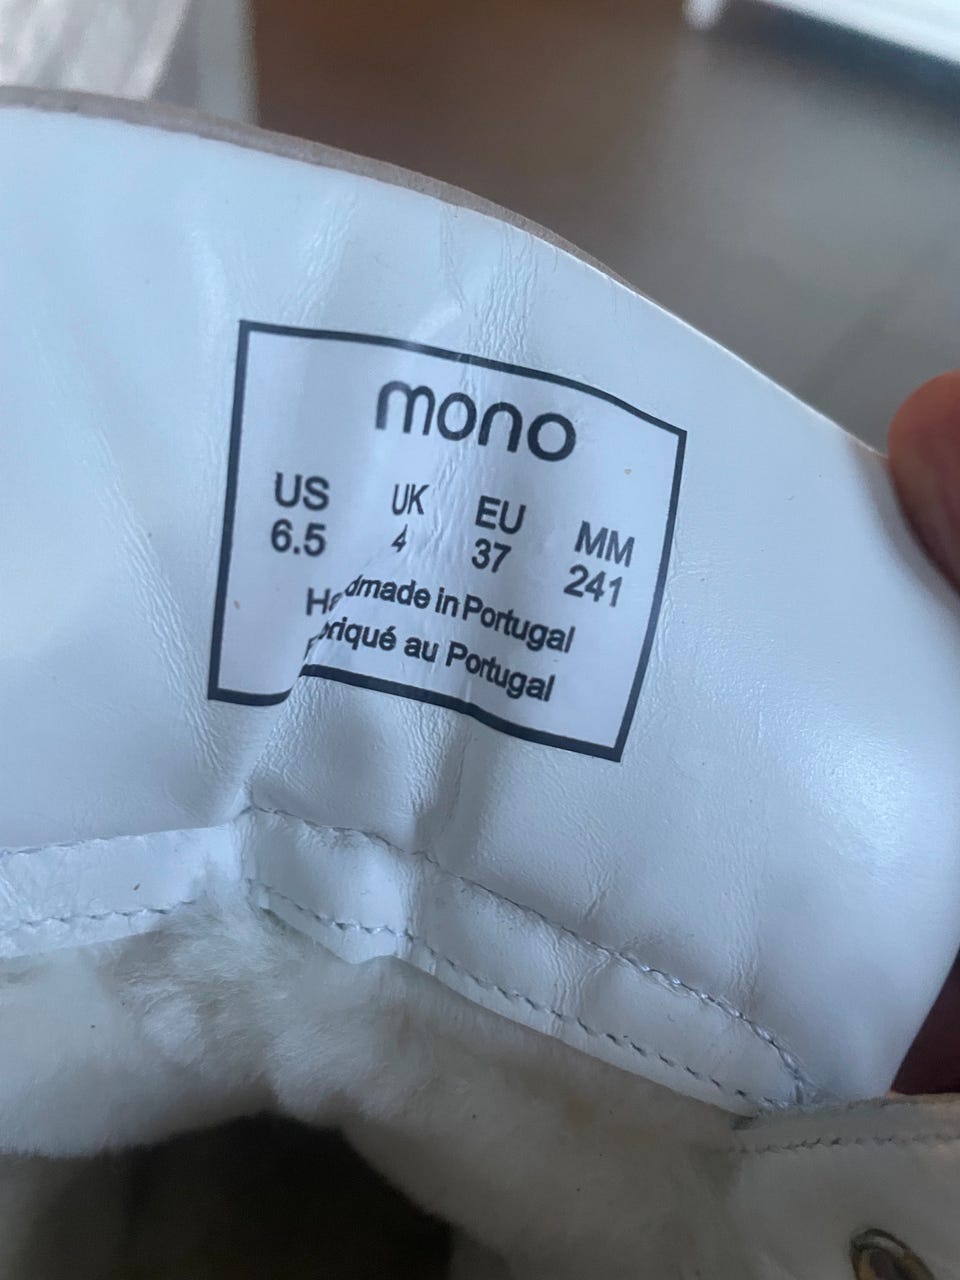 mono
US UK EU MM
6.5 4 37 241
in Portugal
au Portugal